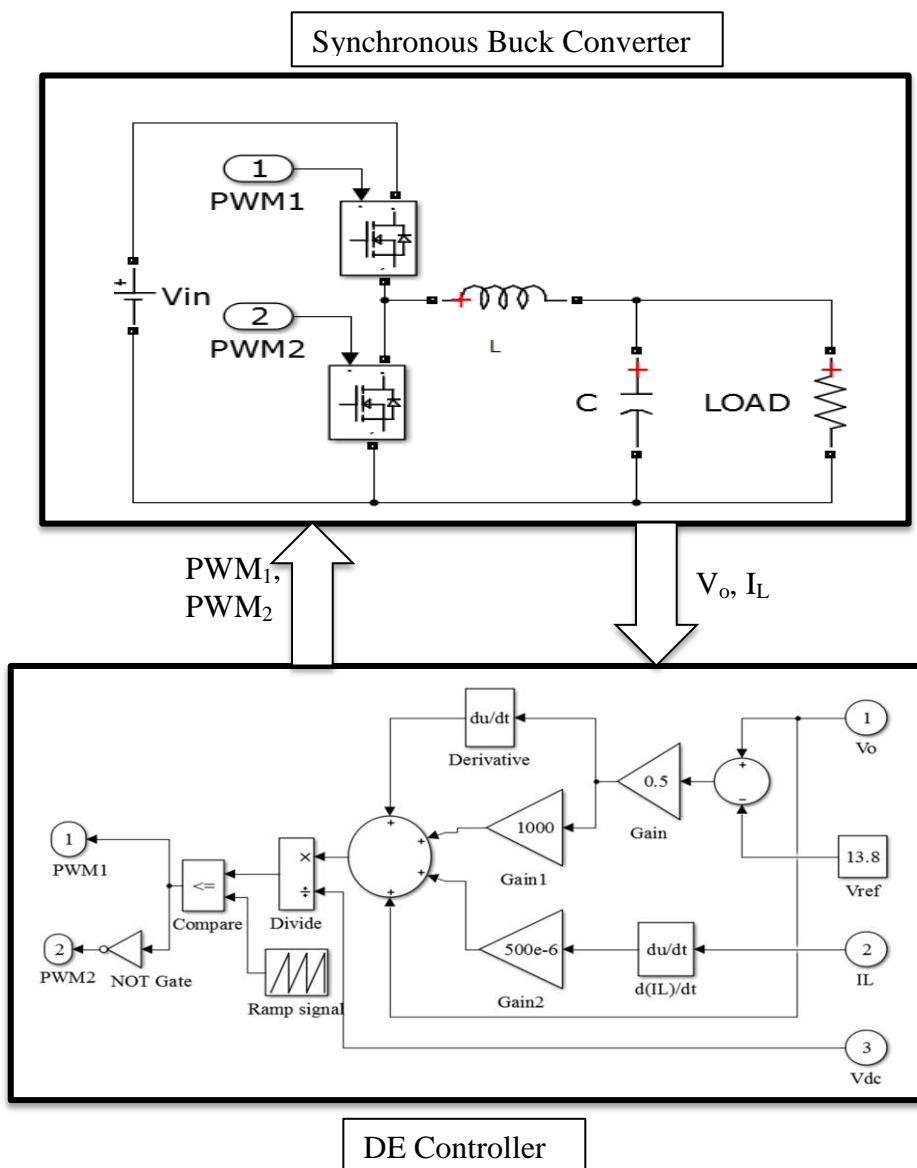 Synchronous Buck Converter
1
PWM1
+
Vin
2
PWM2
L
C
LOAD
PWM₁,
PWM₂
Vₒ, I_L
du/dt
Derivative
0.5
Gain
+
−
1
Vo
1000
Gain1
13.8
Vref
+
+
+
+
1
PWM1
<=
Compare
×
÷
Divide
2
PWM2
NOT Gate
Ramp signal
500e-6
Gain2
du/dt
d(IL)/dt
2
IL
3
Vdc
DE Controller